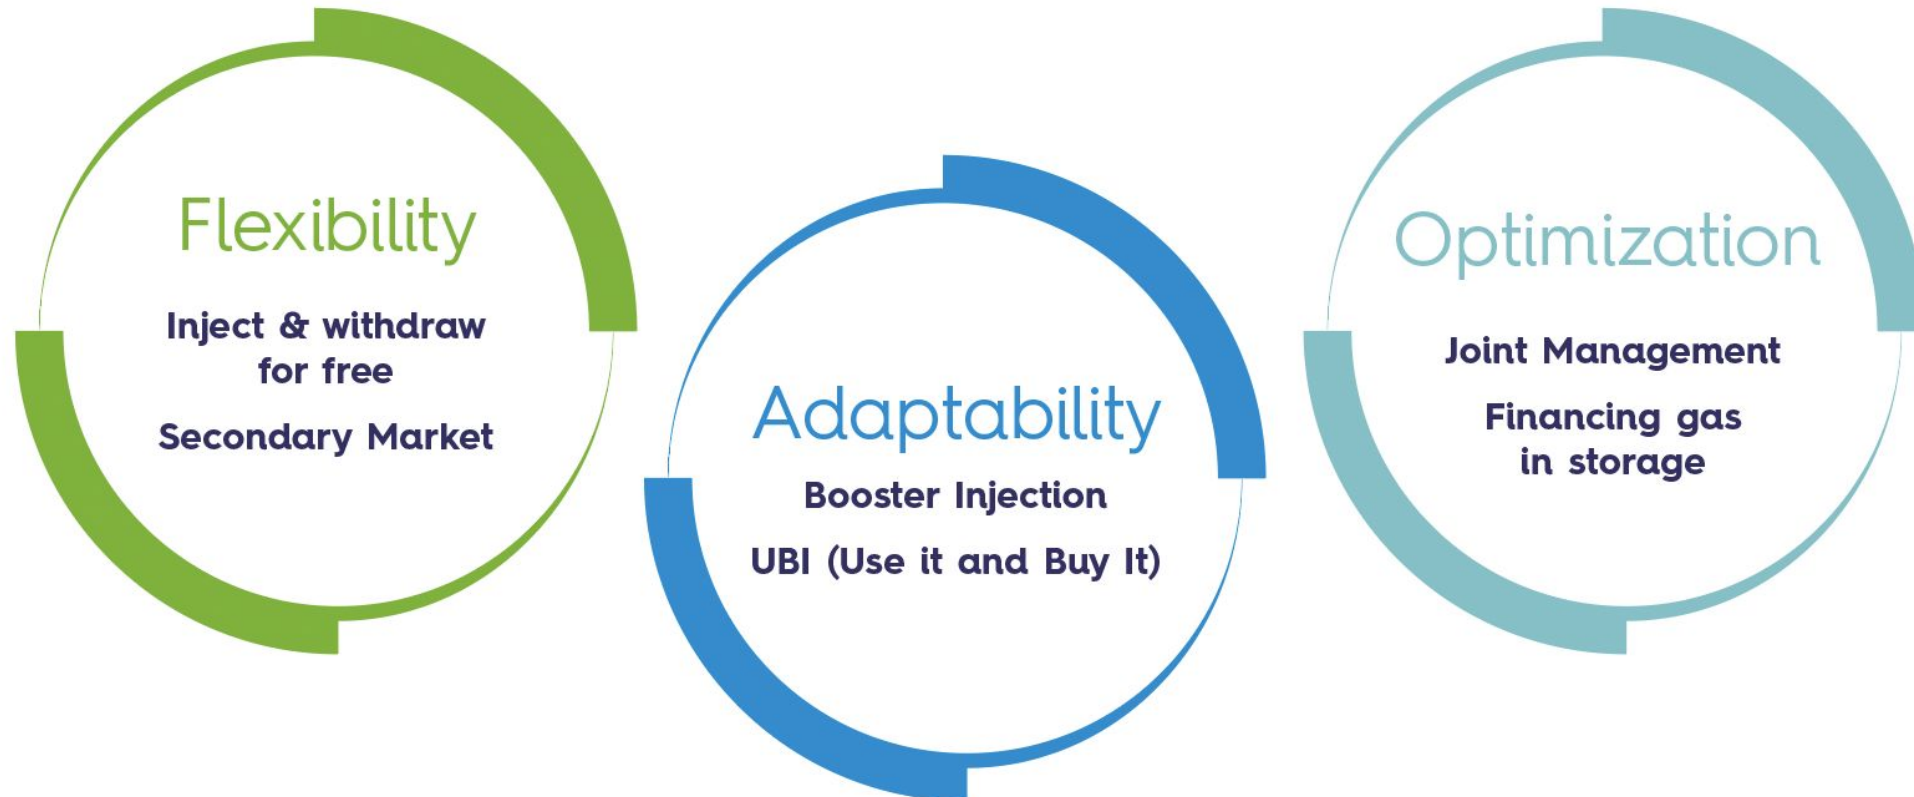 Flexibility
Inject & withdraw
for free
Secondary Market
Adaptability
Booster Injection
UBI (Use it and Buy It)
Optimization
Joint Management
Financing gas
in storage